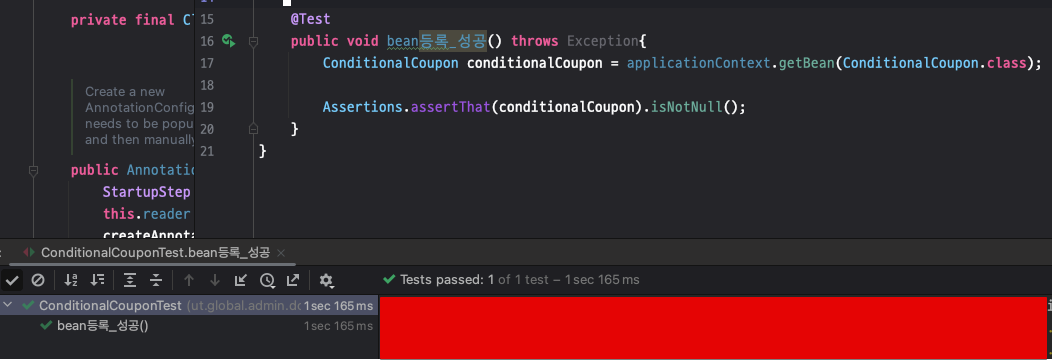 private final Cl
Create a new
AnnotationConfig
needs to be popu
and then manually
public Annotatio
StartupStep
this.reader
createAnnota
15 @Test
16 public void bean등록_성공() throws Exception{
17 ConditionalCoupon conditionalCoupon = applicationContext.getBean(ConditionalCoupon.class);
18
19 Assertions.assertThat(conditionalCoupon).isNotNull();
20 }
21 }
: ConditionalCouponTest.bean등록_성공 ×
Tests passed: 1 of 1 test – 1 sec 165 ms
ConditionalCouponTest (ut.global.admin.do 1 sec 165 ms
bean등록_성공() 1 sec 165 ms